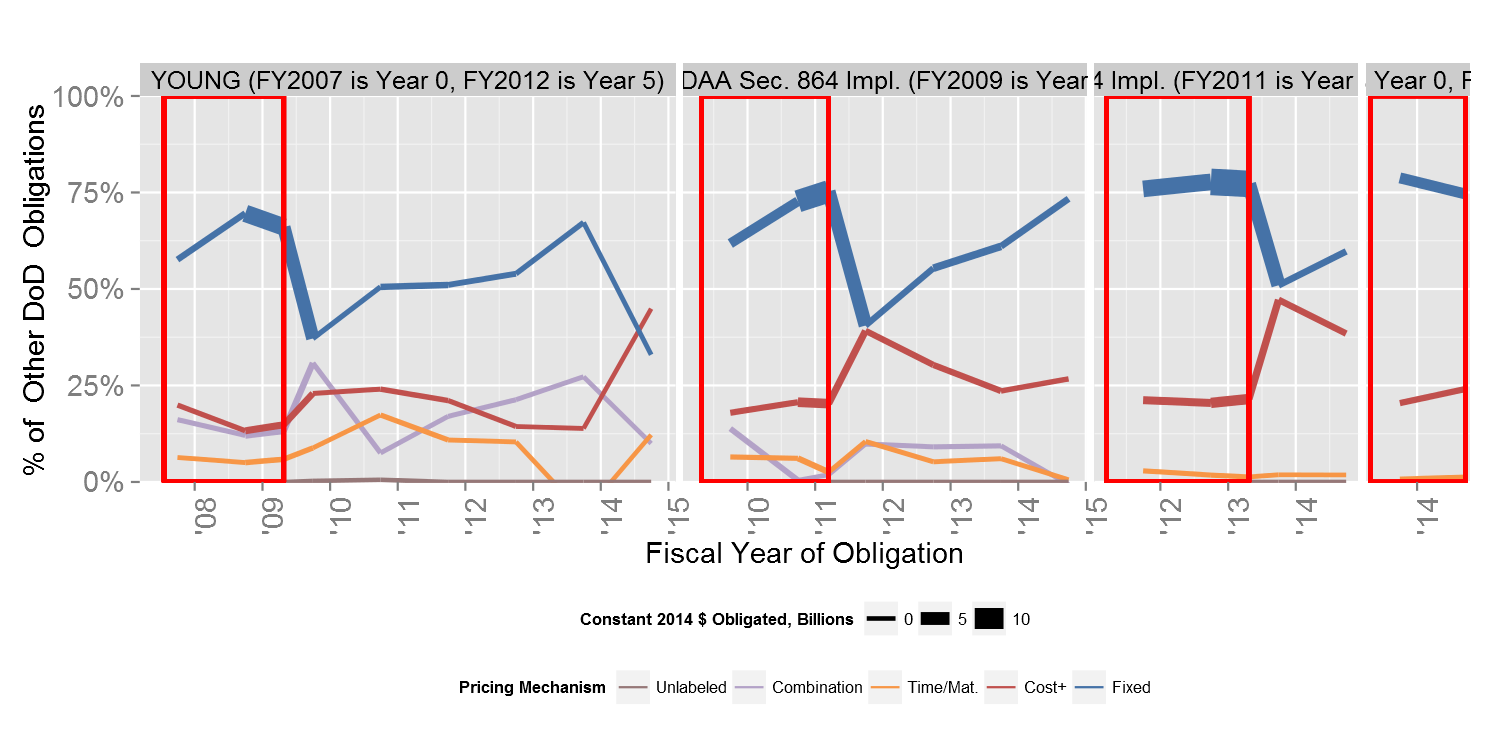 YOUNG (FY2007 is Year 0, FY2012 is Year 5)
DAA Sec. 864 Impl. (FY2009 is Year
4 Impl. (FY2011 is Year
Year 0, F
% of Other DoD Obligations
100%
75%
50%
25%
0%
'08 '09 '10 '11 '12 '13 '14 '15
'10 '11 '12 '13 '14 '15
'12 '13 '14
'14
Fiscal Year of Obligation
Constant 2014 $ Obligated, Billions 0 5 10
Pricing Mechanism Unlabeled Combination Time/Mat. Cost+ Fixed